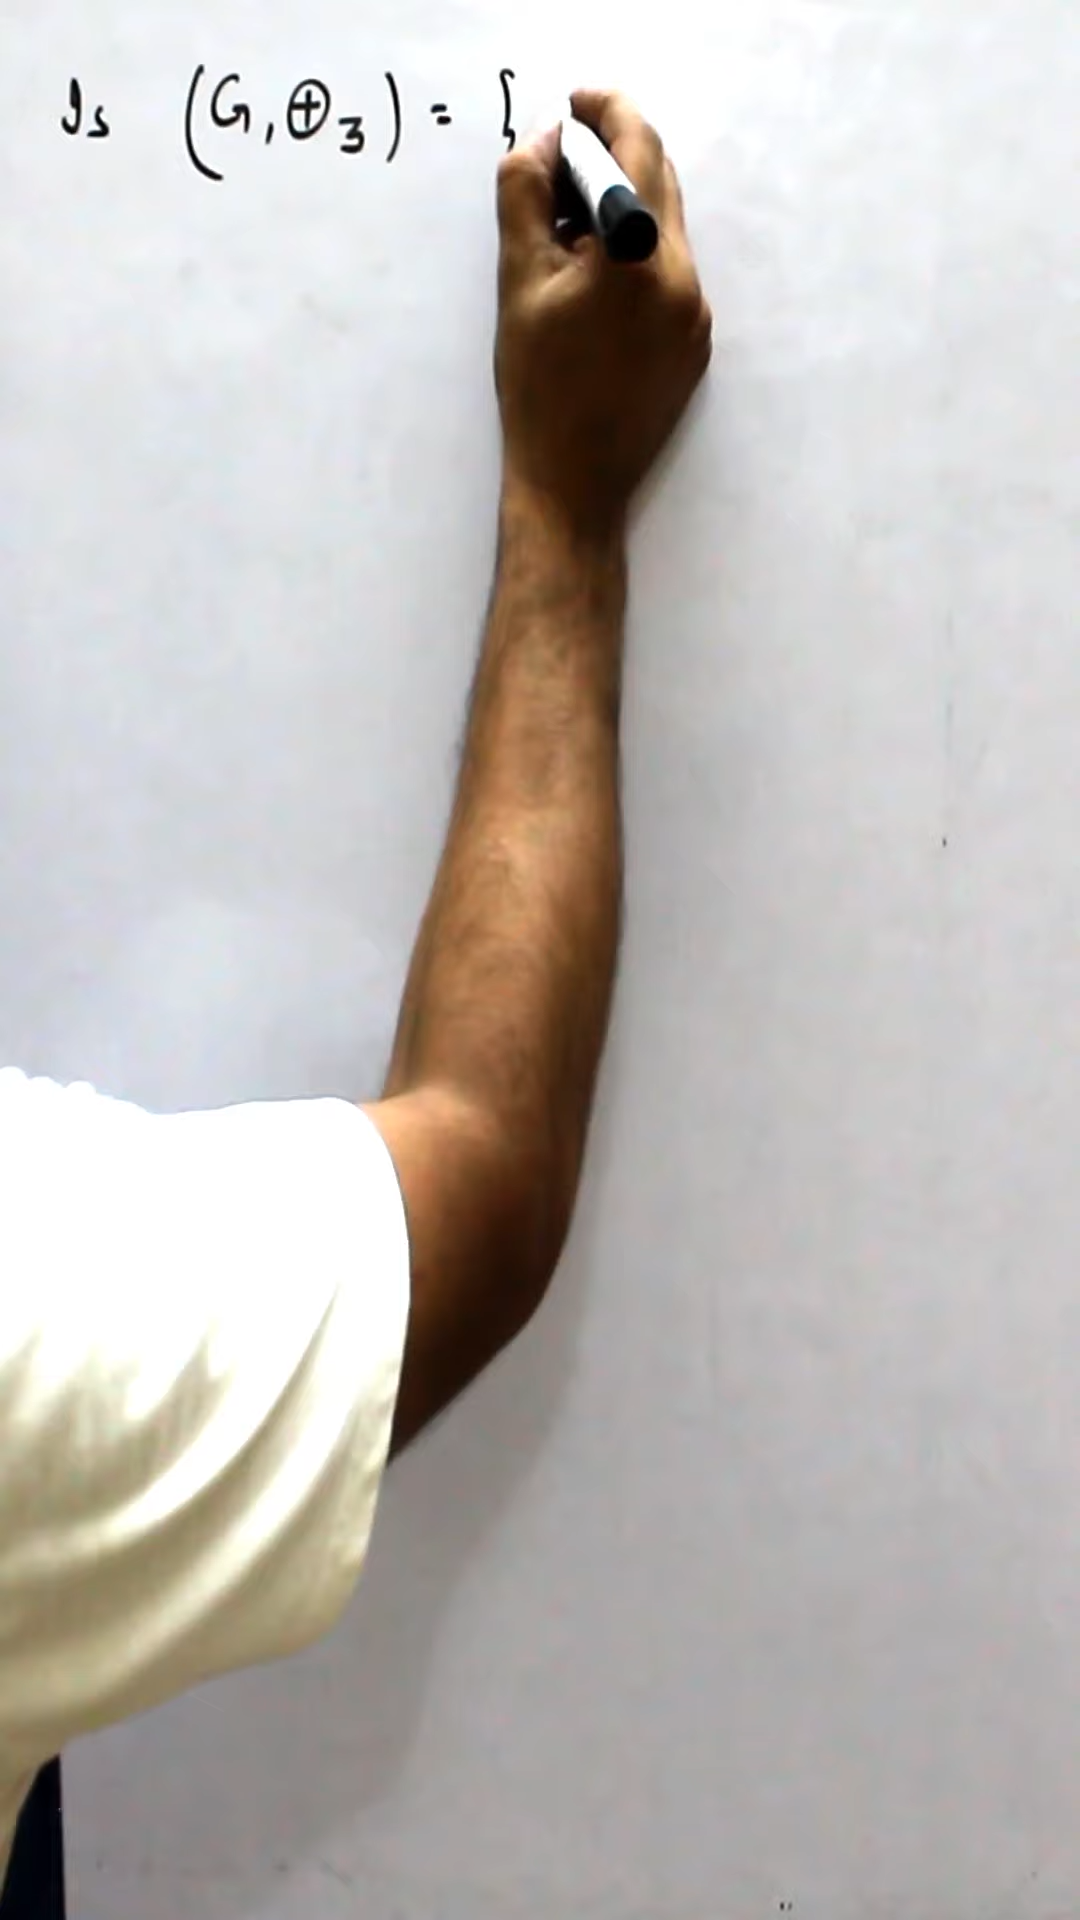 Is (G, ⊕₃) = {